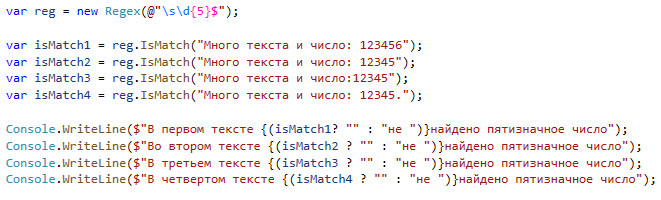 var reg = new Regex(@"\s\d{5}$");
var isMatch1 = reg.IsMatch("Много текста и число: 123456");
var isMatch2 = reg.IsMatch("Много текста и число: 12345");
var isMatch3 = reg.IsMatch("Много текста и число:12345");
var isMatch4 = reg.IsMatch("Много текста и число: 12345.");
Console.WriteLine($"В первом тексте {(isMatch1? "" : "не ")}найдено пятизначное число");
Console.WriteLine($"Во втором тексте {(isMatch2 ? "" : "не ")}найдено пятизначное число");
Console.WriteLine($"В третьем тексте {(isMatch3 ? "" : "не ")}найдено пятизначное число");
Console.WriteLine($"В четвертом тексте {(isMatch4 ? "" : "не ")}найдено пятизначное число");